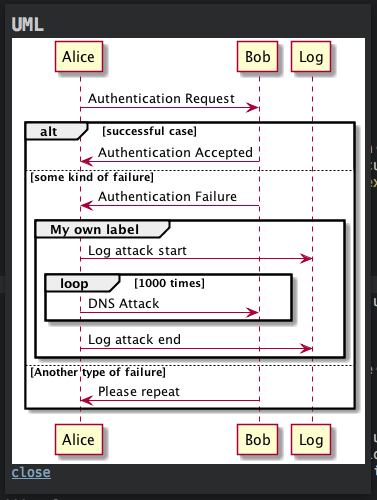 UML
Alice Bob Log
Authentication Request
alt [successful case]
Authentication Accepted
[some kind of failure]
Authentication Failure
My own label
Log attack start
loop [1000 times]
DNS Attack
Log attack end
[Another type of failure]
Please repeat
Alice Bob Log
close